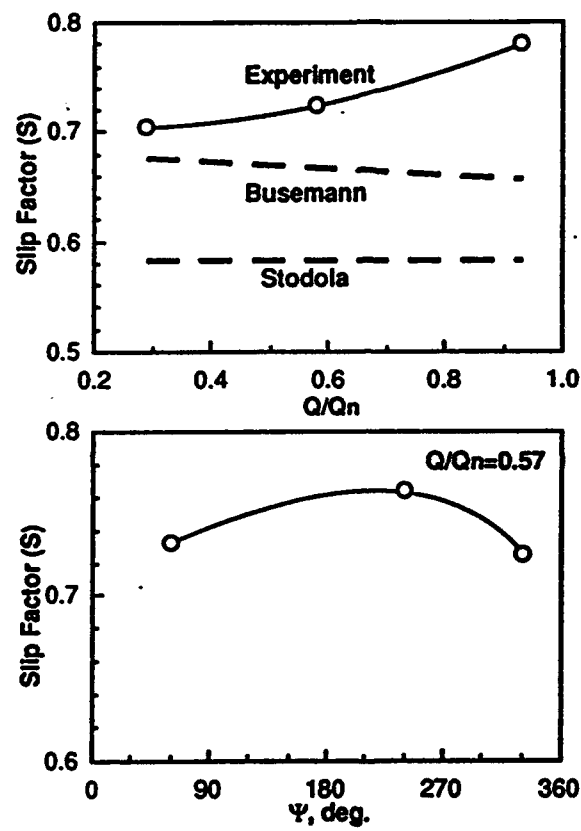 0.8
Experiment
0.7
Busemann
0.6
Stodola
0.5
Slip Factor (S)
0.2 0.4 0.6 0.8 1.0
Q/Qn
0.8
Q/Qn=0.57
0.7
0.6
Slip Factor (S)
0 90 180 270 360
Ψ, deg.